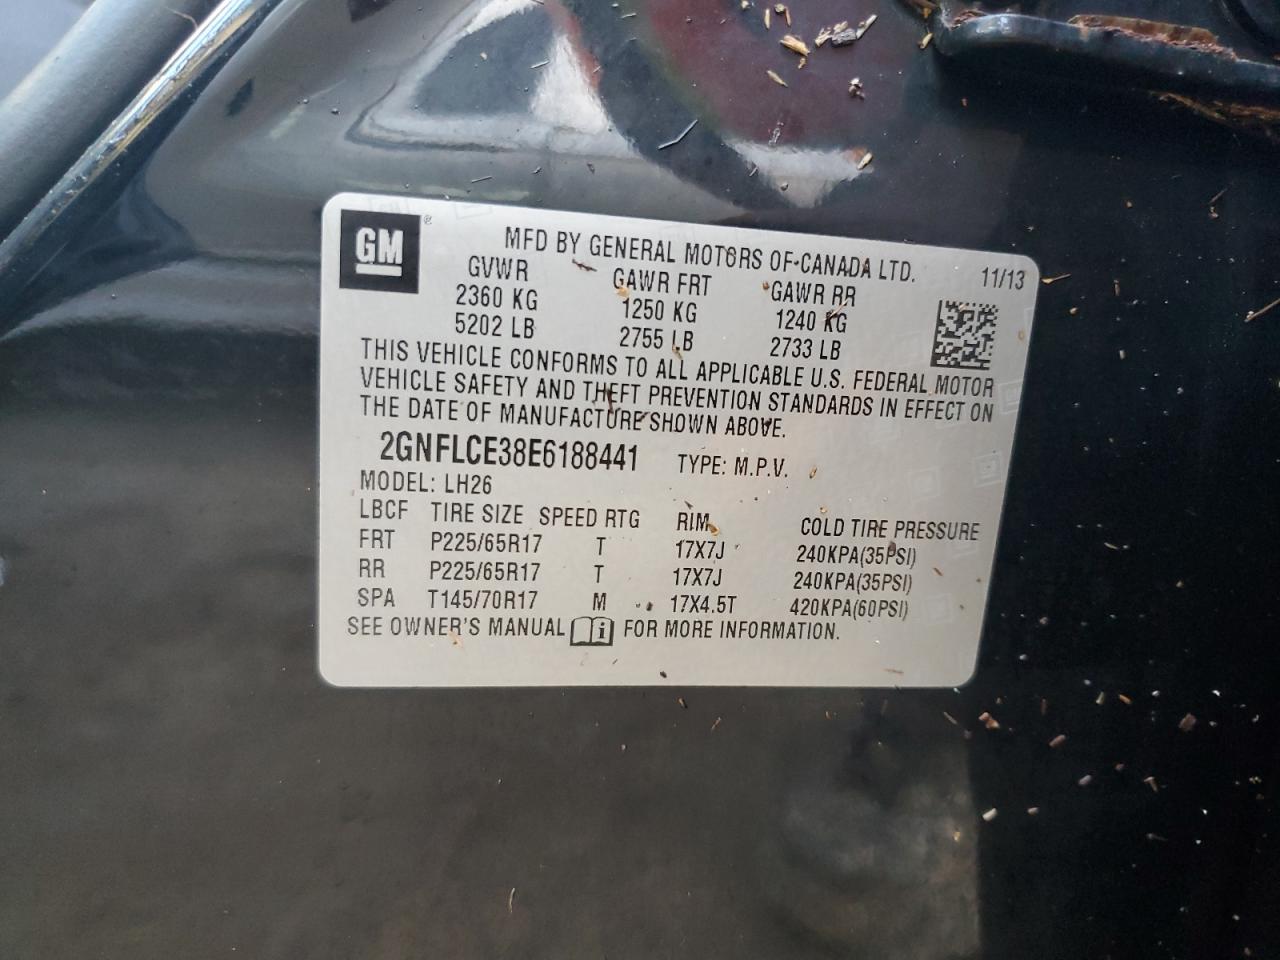 GM ®
MFD BY GENERAL MOTORS OF CANADA LTD.
11/13
GVWR GAWR FRT GAWR RR
2360 KG 1250 KG 1240 KG
5202 LB 2755 LB 2733 LB
THIS VEHICLE CONFORMS TO ALL APPLICABLE U.S. FEDERAL MOTOR
VEHICLE SAFETY AND THEFT PREVENTION STANDARDS IN EFFECT ON
THE DATE OF MANUFACTURE SHOWN ABOVE.
2GNFLCE38E6188441 TYPE: M.P.V.
MODEL: LH26
LBCF TIRE SIZE SPEED RTG RIM COLD TIRE PRESSURE
FRT P225/65R17 T 17X7J 240KPA(35PSI)
RR P225/65R17 T 17X7J 240KPA(35PSI)
SPA T145/70R17 M 17X4.5T 420KPA(60PSI)
SEE OWNER'S MANUAL i FOR MORE INFORMATION.